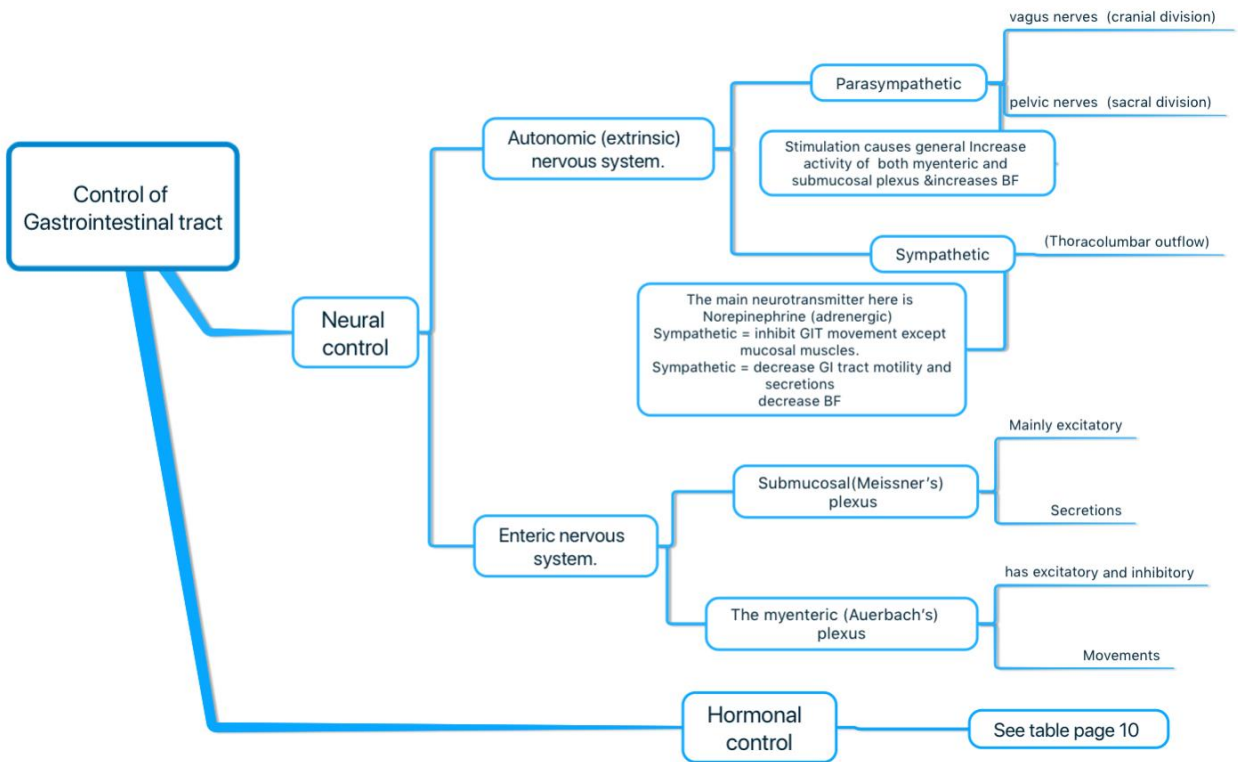 Control of
Gastrointestinal tract
Neural
control
Autonomic (extrinsic)
nervous system.
Parasympathetic
vagus nerves (cranial division)
pelvic nerves (sacral division)
Stimulation causes general Increase
activity of both myenteric and
submucosal plexus &increases BF
Sympathetic
(Thoracolumbar outflow)
The main neurotransmitter here is
Norepinephrine (adrenergic)
Sympathetic = inhibit GIT movement except
mucosal muscles.
Sympathetic = decrease GI tract motility and
secretions
decrease BF
Enteric nervous
system.
Submucosal(Meissner's)
plexus
Mainly excitatory
Secretions
The myenteric (Auerbach's)
plexus
has excitatory and inhibitory
Movements
Hormonal
control
See table page 10